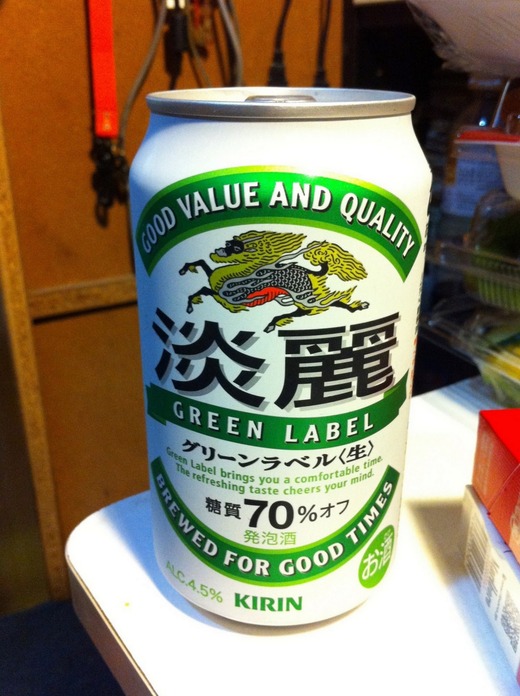 GOOD VALUE AND QUALITY
淡麗
GREEN LABEL
グリーンラベル〈生〉
Green Label brings you a comfortable time.
The refreshing taste cheers your mind.
糖質70%オフ
発泡酒
BREWED FOR GOOD TIMES
お酒
ALC.4.5%
KIRIN